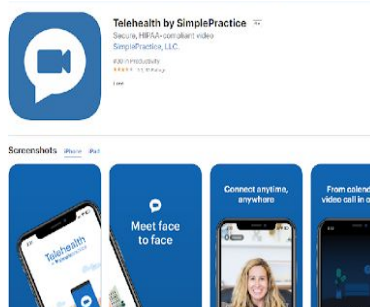 Telehealth by SimplePractice
Secure, HIPAA-compliant video
SimplePractice, LLC.
Screenshots iPhone iPad
Telehealth
Meet face
to face
Connect anytime,
anywhere
From calend
video call in o